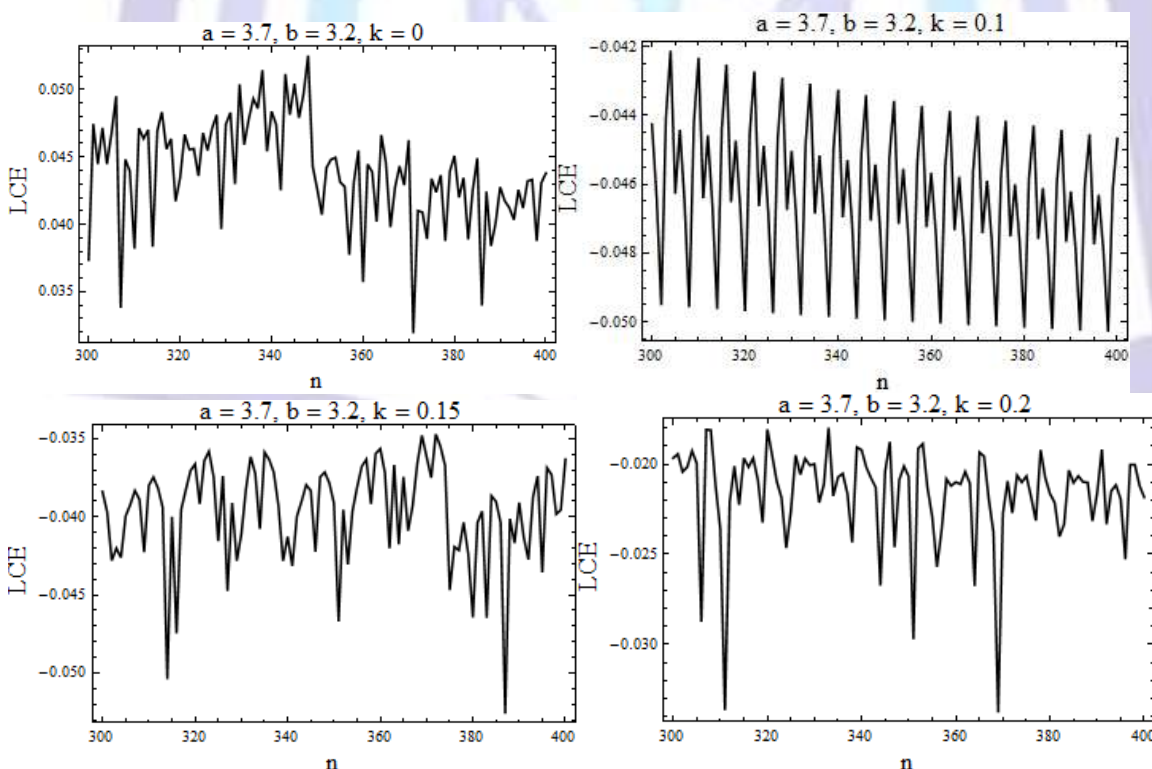 a = 3.7, b = 3.2, k = 0
0.050
0.045
0.040
0.035
LCE
300 320 340 360 380 400
n
a = 3.7, b = 3.2, k = 0.1
−0.042
−0.044
−0.046
−0.048
−0.050
LCE
300 320 340 360 380 400
n
a = 3.7, b = 3.2, k = 0.15
−0.035
−0.040
−0.045
−0.050
LCE
300 320 340 360 380 400
n
a = 3.7, b = 3.2, k = 0.2
−0.020
−0.025
−0.030
LCE
300 320 340 360 380 400
n